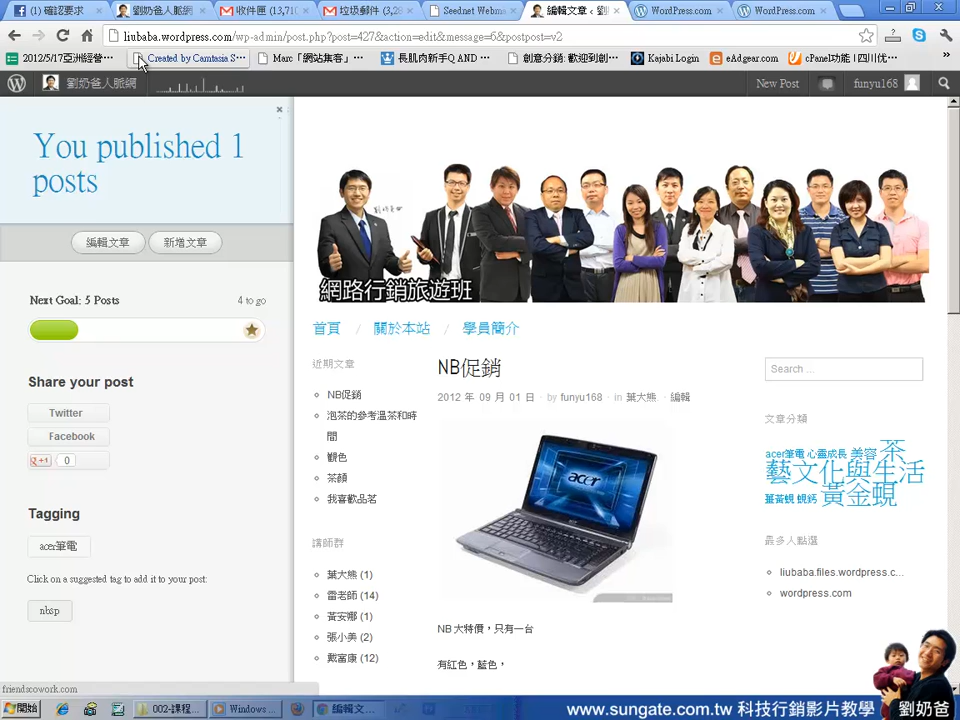 (1) 確認要求
劉奶爸人脈網
收件匣 (13,71
垃圾郵件 (3,28
Seednet Webma
編輯文章 ‹ 劉
WordPress.com
WordPress.com
liubaba.wordpress.com/wp-admin/post.php?post=427&action=edit&message=6&postpost=v2
2012/5/17亞洲經營…
Created by Camtasia S…
Marc「網站集客」…
長肌肉新手Q AND …
創意分銷: 歡迎到創…
Kajabi Login
eAdgear.com
cPanel功能 | 四川优…
»
劉奶爸人脈網
New Post
funyu168
You published 1
posts
編輯文章
新增文章
Next Goal: 5 Posts
4 to go
Share your post
Twitter
Facebook
+1
0
Tagging
acer筆電
Click on a suggested tag to add it to your post:
nbsp
劉奶爸
網路行銷旅遊班
首頁 / 關於本站 / 學員簡介
近期文章
NB促銷
泡茶的參考溫茶和時
間
觀色
茶顏
我喜歡品茗
講師群
葉大熊 (1)
雷老師 (14)
黃安娜 (1)
張小美 (2)
戴富康 (12)
NB促銷
2012 年 09 月 01 日 · by funyu168 · in 葉大熊. · 編輯
acer
NB 大特價，只有一台
有紅色，藍色，
Search ...
文章分類
acer筆電 心靈成長 美容 茶
藝文化與生活
薑黃蜆 蜆鈣 黃金蜆
最多人點選
liubaba.files.wordpress.c…
wordpress.com
friendscowork.com
開始
002-課程...
Windows ...
編輯文章...
www.sungate.com.tw 科技行銷影片教學
劉奶爸